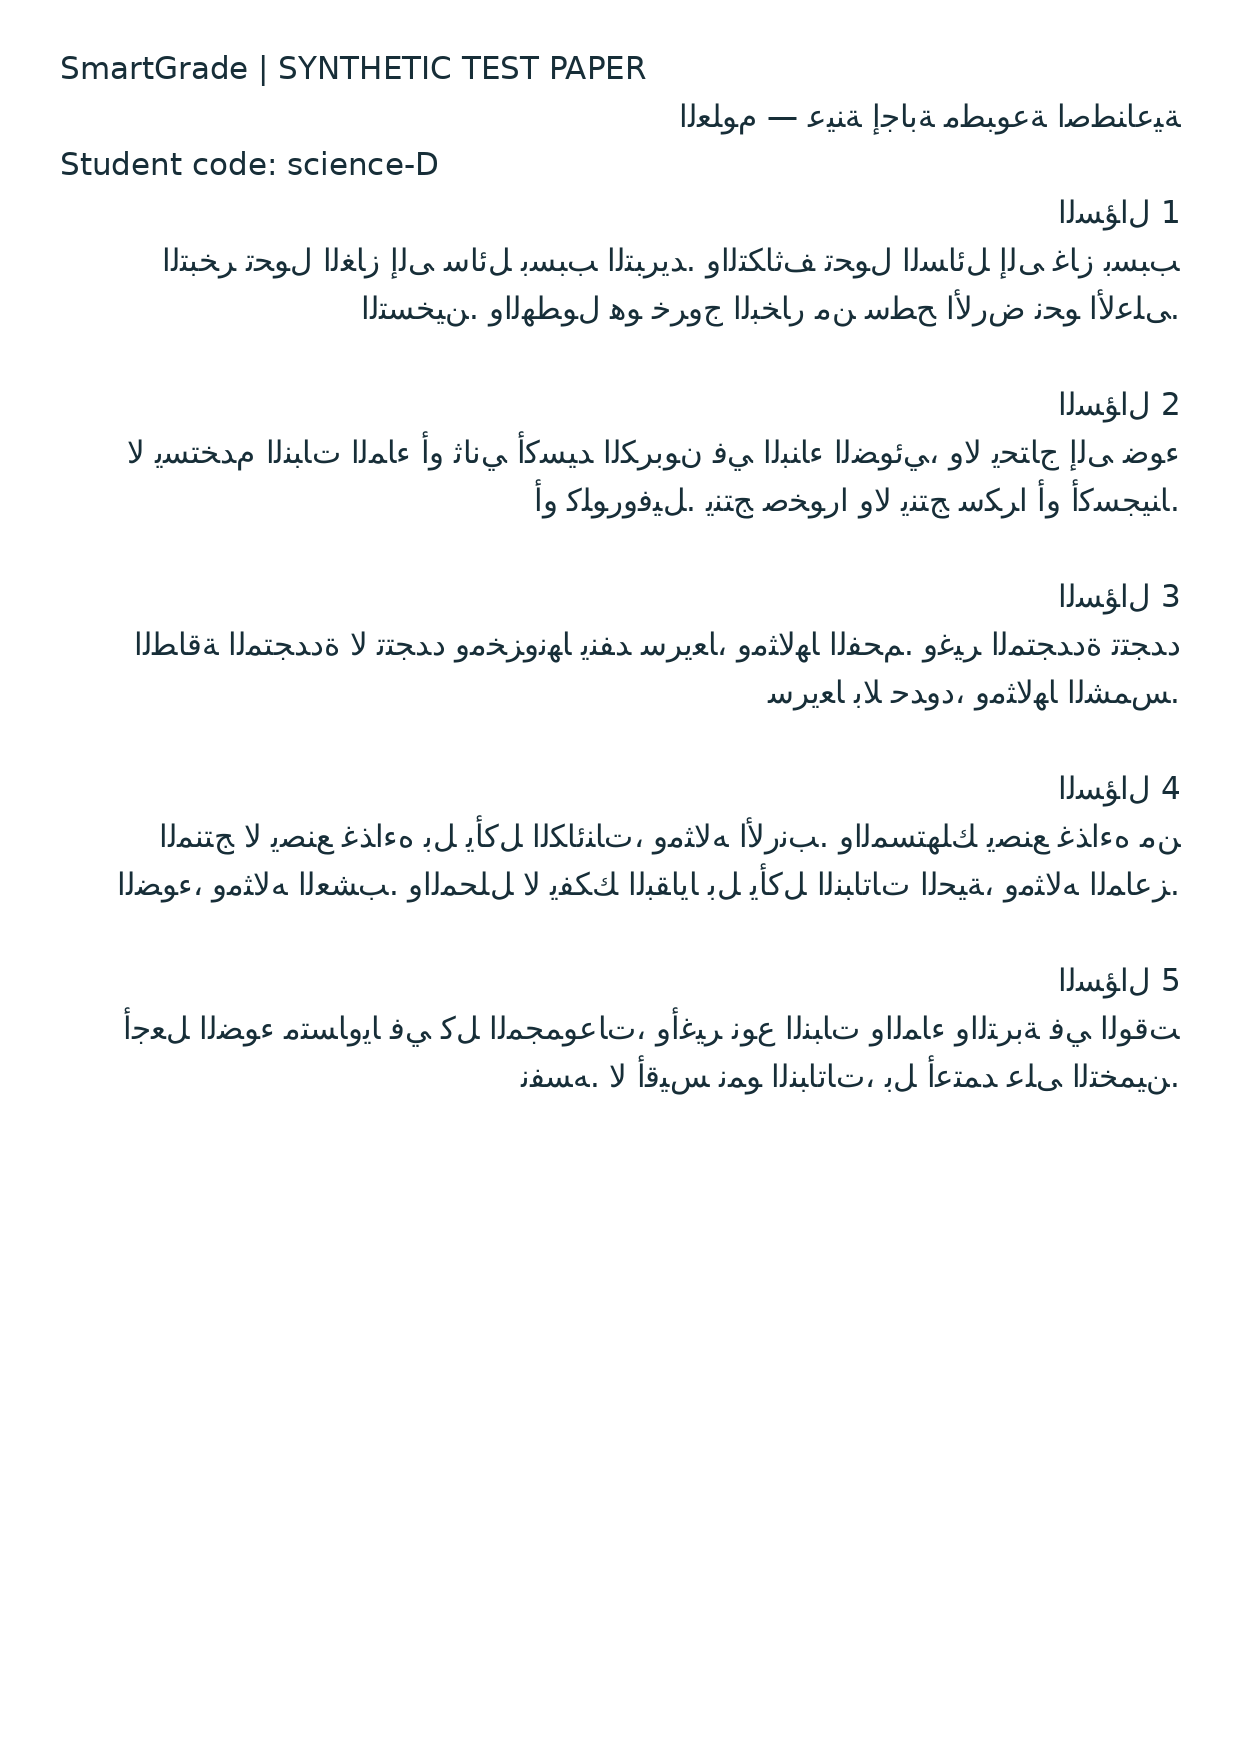 SmartGrade | SYNTHETIC TEST PAPER
العلوم — عينة إجابة مطبوعة اصطناعية
Student code: science-D
السؤال 1
التبخر تحول الغاز إلى سائل بسبب التبريد. والتكاثف تحول السائل إلى غاز بسبب
التسخين. والهطول هو خروج البخار من سطح الأرض نحو الأعلى.
السؤال 2
لا يستخدم النبات الماء أو ثاني أكسيد الكربون في البناء الضوئي، ولا يحتاج إلى ضوء
أو كلوروفيل. ينتج صخورا ولا ينتج سكرا أو أكسجينا.
السؤال 3
الطاقة المتجددة لا تتجدد ومخزونها ينفد سريعا، ومثالها الفحم. وغير المتجددة تتجدد
سريعا بلا حدود، ومثالها الشمس.
السؤال 4
المنتج لا يصنع غذاءه بل يأكل الكائنات، ومثاله الأرنب. والمستهلك يصنع غذاءه من
الضوء، ومثاله العشب. والمحلل لا يفكك البقايا بل يأكل النباتات الحية، ومثاله الماعز.
السؤال 5
أجعل الضوء متساويا في كل المجموعات، وأغير نوع النبات والماء والتربة في الوقت
نفسه. لا أقيس نمو النباتات، بل أعتمد على التخمين.